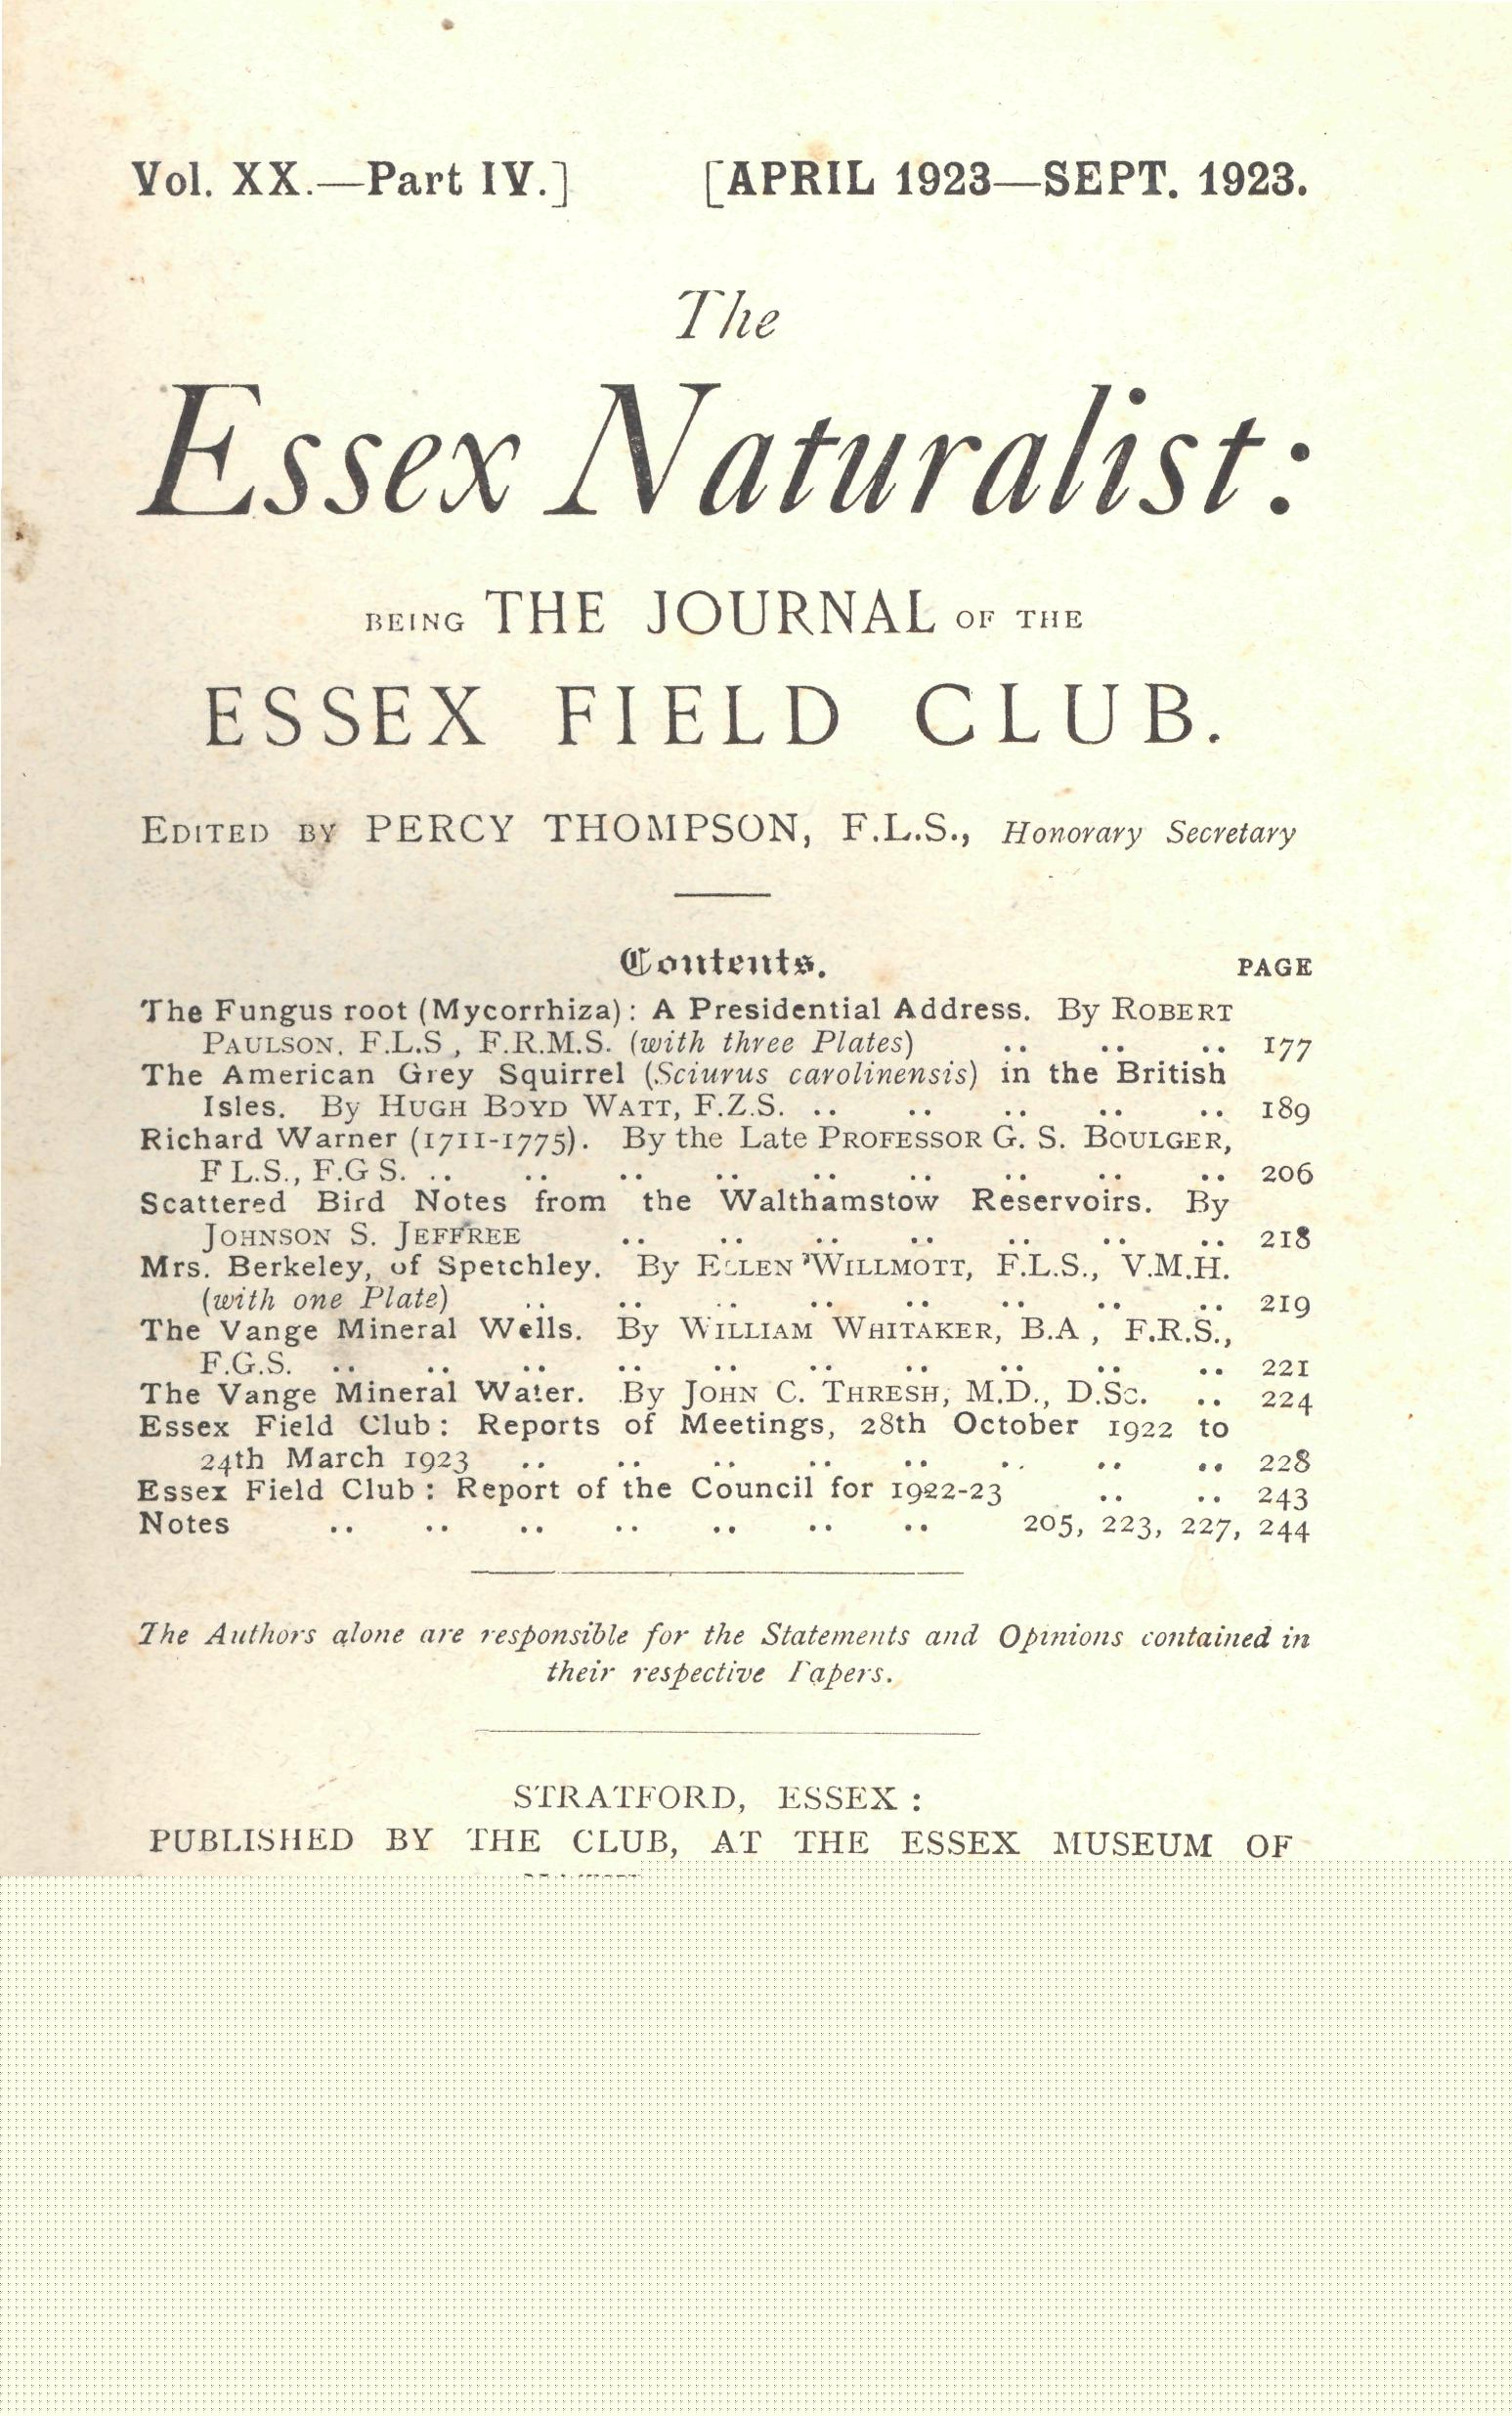 Vol. XX.—Part IV.] [APRIL 1923—SEPT. 1923.
The
Essex Naturalist:
BEING THE JOURNAL OF THE
ESSEX FIELD CLUB.
EDITED BY PERCY THOMPSON, F.L.S., Honorary Secretary
Contents.
PAGE
The Fungus root (Mycorrhiza): A Presidential Address. By ROBERT
PAULSON. F.L.S , F.R.M.S. (with three Plates) .. .. .. 177
The American Grey Squirrel (Sciurus carolinensis) in the British
Isles. By HUGH BOYD WATT, F.Z.S. .. .. .. .. .. 189
Richard Warner (1711-1775). By the Late PROFESSOR G. S. BOULGER,
F L.S., F.G S. .. .. .. .. .. .. .. .. .. 206
Scattered Bird Notes from the Walthamstow Reservoirs. By
JOHNSON S. JEFFREE .. .. .. .. .. .. .. 218
Mrs. Berkeley, of Spetchley. By ELLEN WILLMOTT, F.L.S., V.M.H.
(with one Plate) .. .. .. .. .. .. .. .. 219
The Vange Mineral Wells. By WILLIAM WHITAKER, B.A , F.R.S.,
F.G.S. .. .. .. .. .. .. .. .. .. .. 221
The Vange Mineral Water. By JOHN C. THRESH, M.D., D.Sc. .. 224
Essex Field Club: Reports of Meetings, 28th October 1922 to
24th March 1923 .. .. .. .. .. .. .. .. 228
Essex Field Club: Report of the Council for 1922-23 .. .. 243
Notes .. .. .. .. .. .. .. 205, 223, 227, 244
The Authors alone are responsible for the Statements and Opinions contained in
their respective Papers.
STRATFORD, ESSEX:
PUBLISHED BY THE CLUB, AT THE ESSEX MUSEUM OF